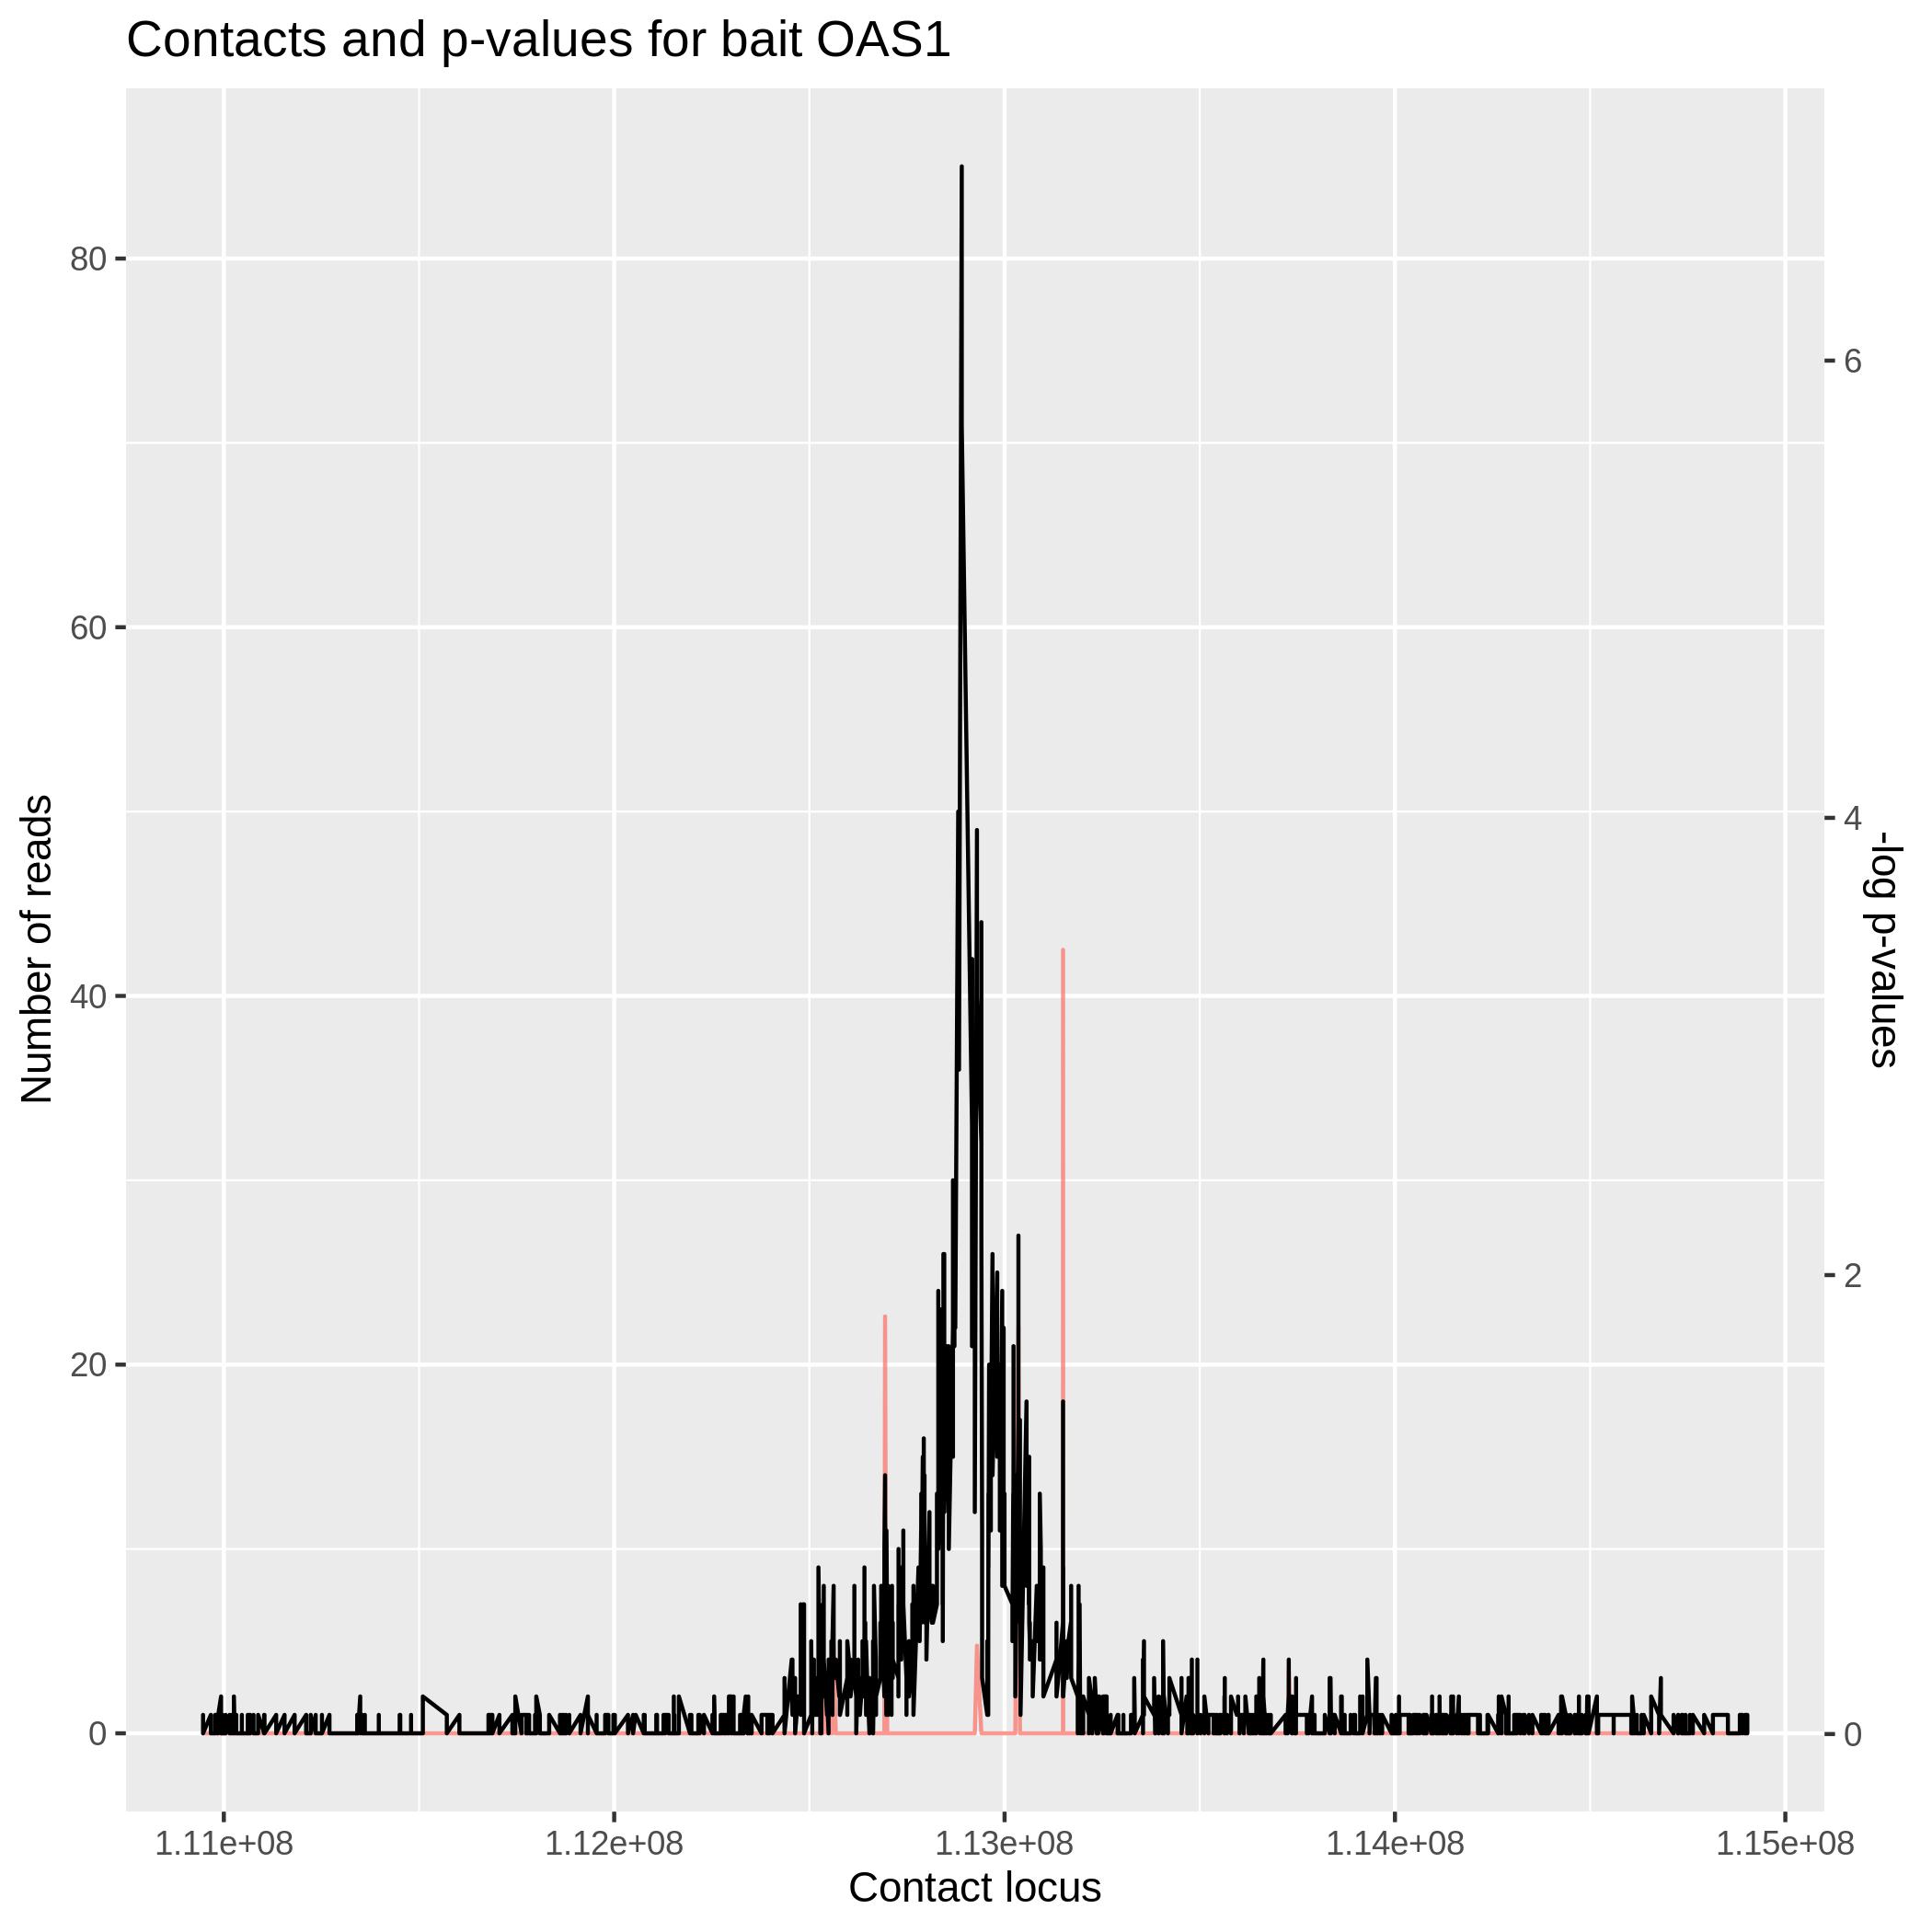 Contacts and p-values for bait OAS1
80
60
40
20
0
Number of reads
6
4
2
0
-log p-values
1.11e+08
1.12e+08
1.13e+08
1.14e+08
1.15e+08
Contact locus